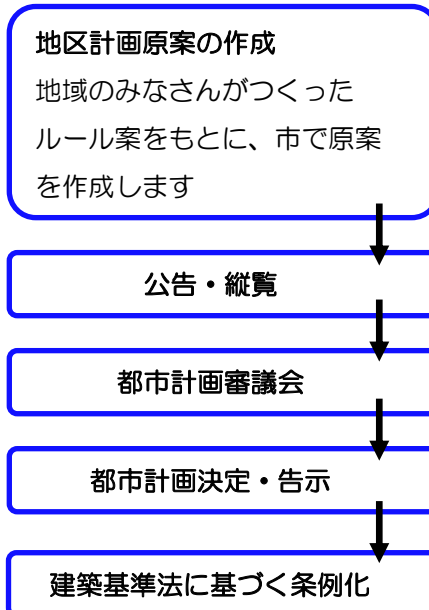 地区計画原案の作成
地域のみなさんがつくった
ルール案をもとに、市で原案
を作成します
公告・縦覧
都市計画審議会
都市計画決定・告示
建築基準法に基づく条例化